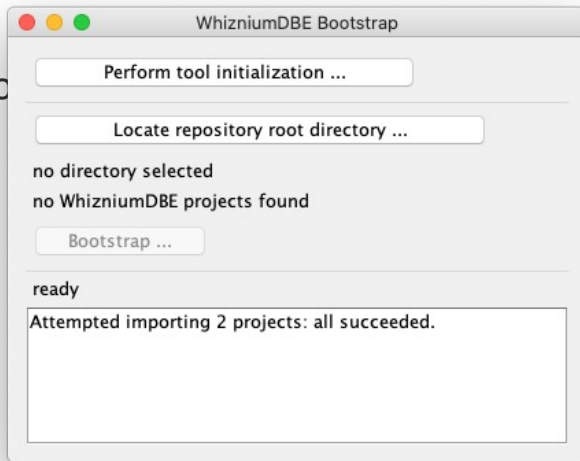 WhizniumDBE Bootstrap
Perform tool initialization ...
Locate repository root directory ...
no directory selected
no WhizniumDBE projects found
Bootstrap ...
ready
Attempted importing 2 projects: all succeeded.